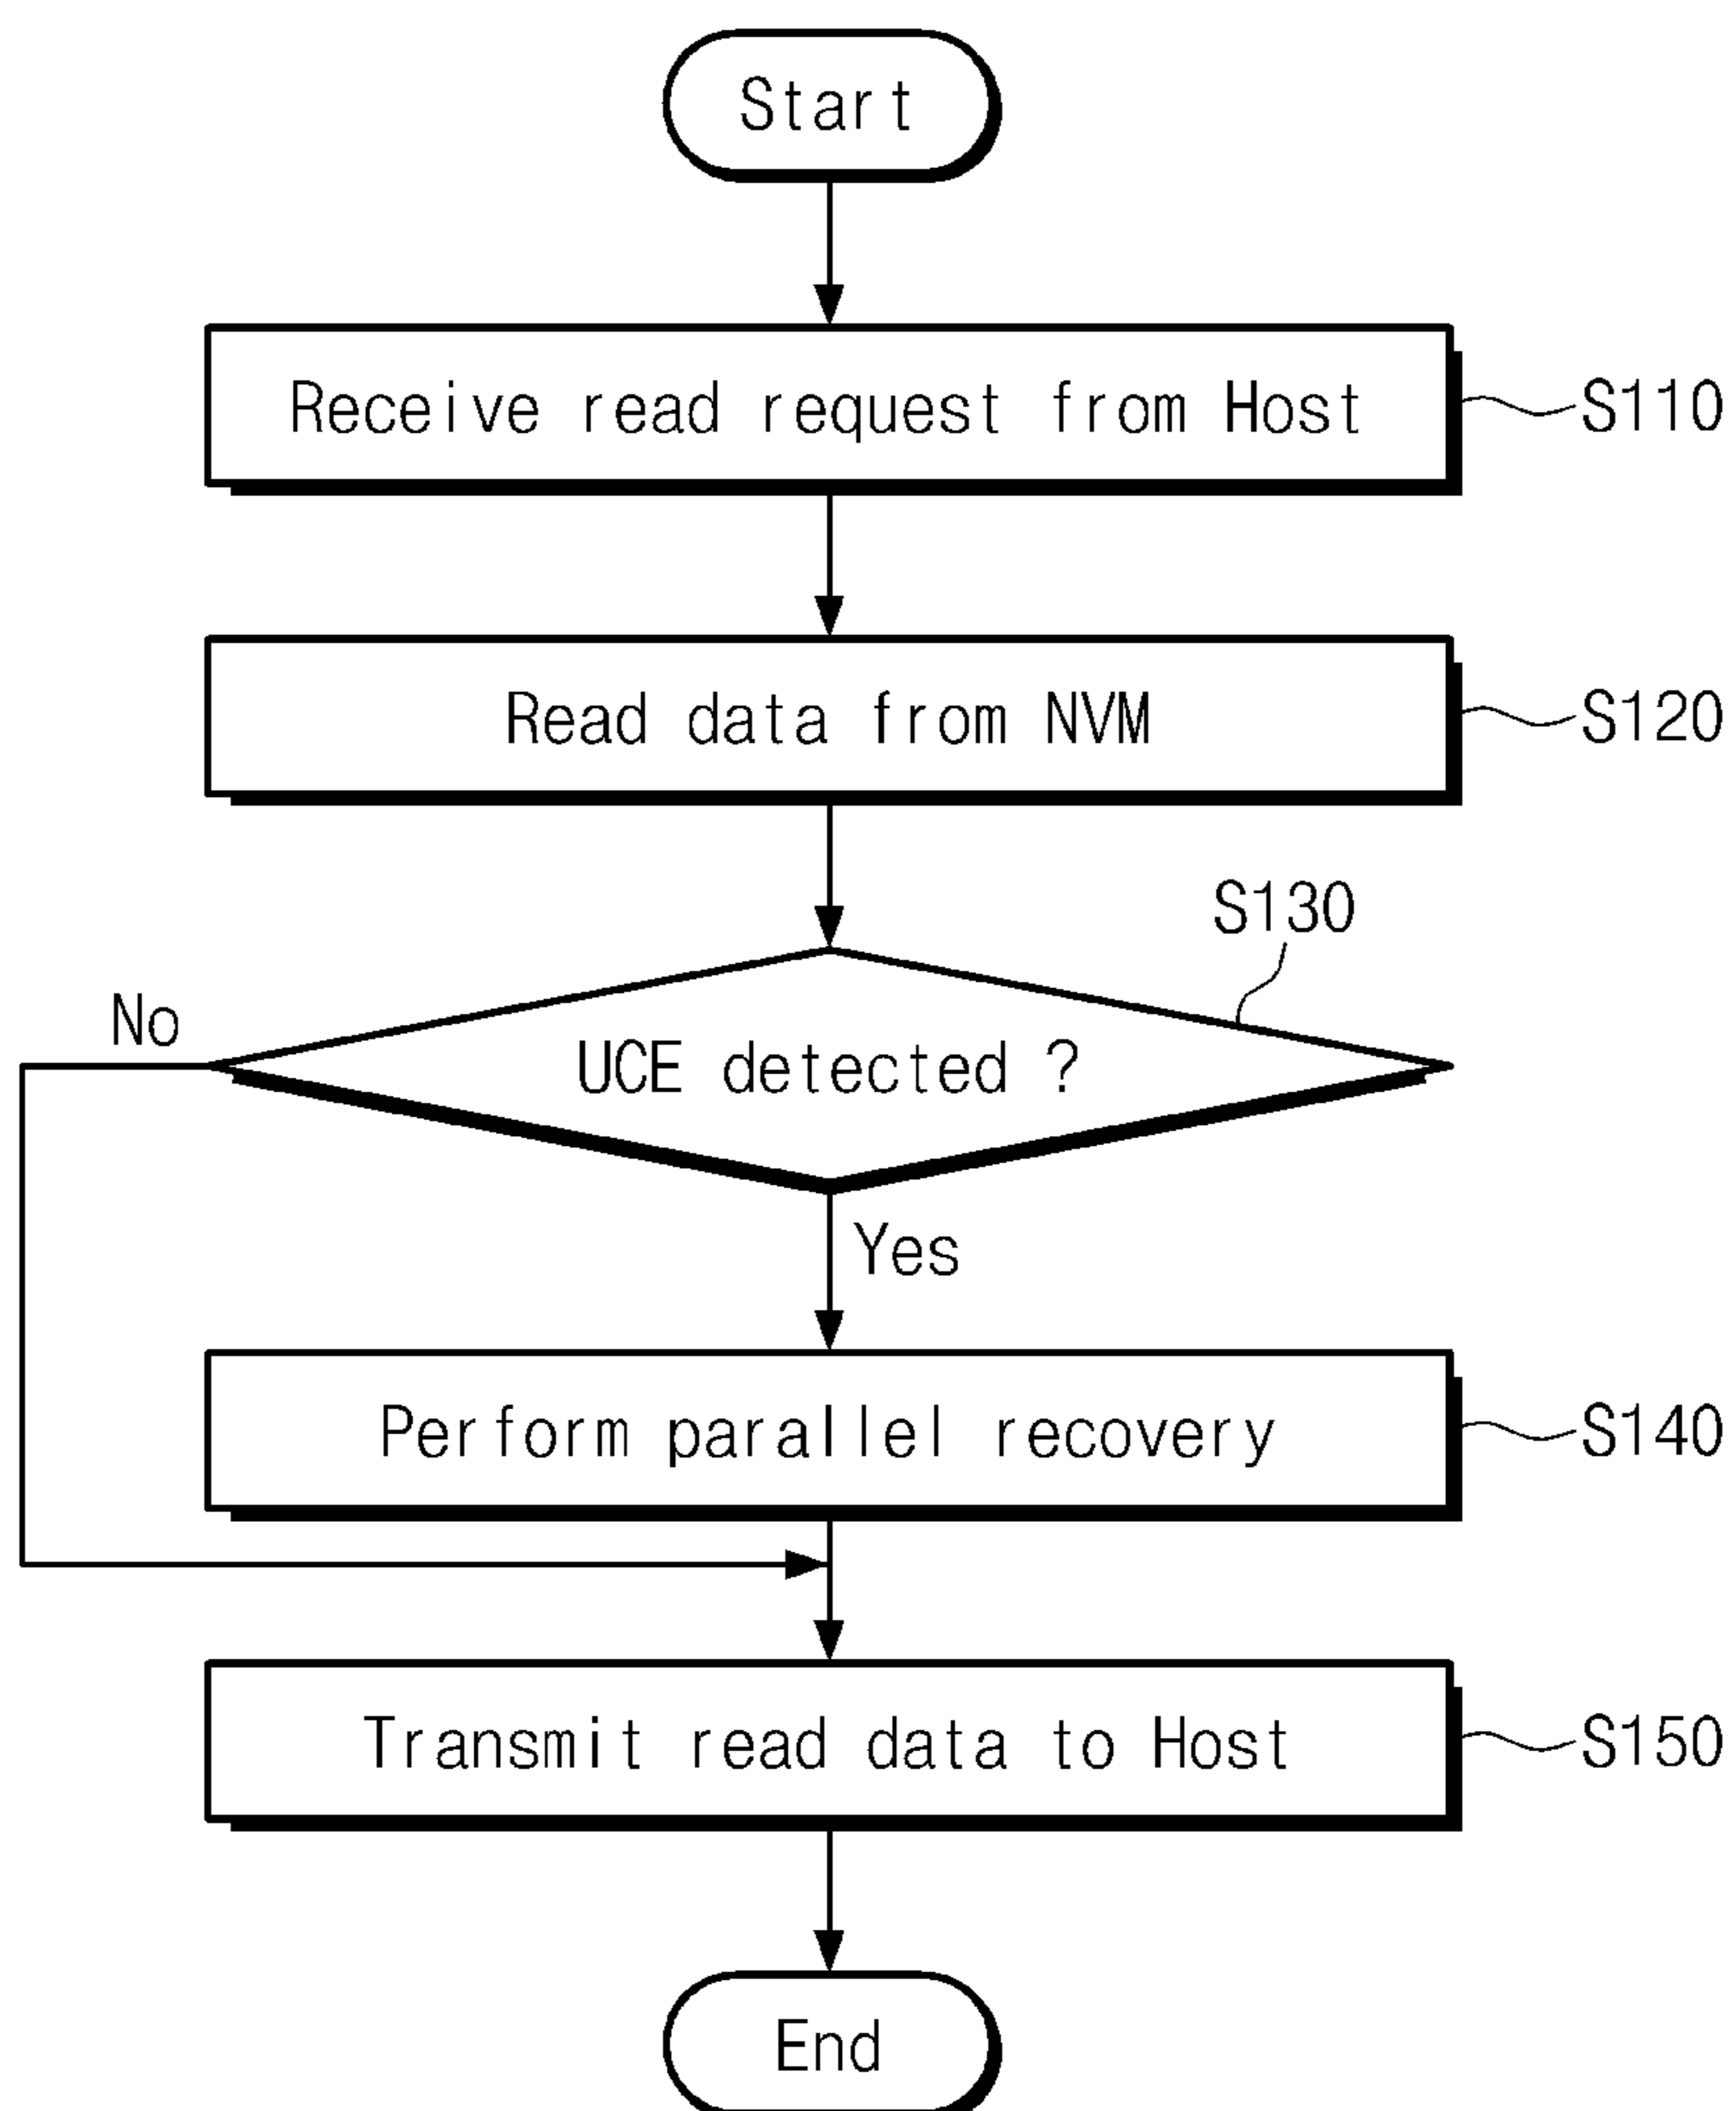 Start
Receive read request from Host
S110
Read data from NVM
S120
S130
No
UCE detected ?
Yes
Perform parallel recovery
S140
Transmit read data to Host
S150
End